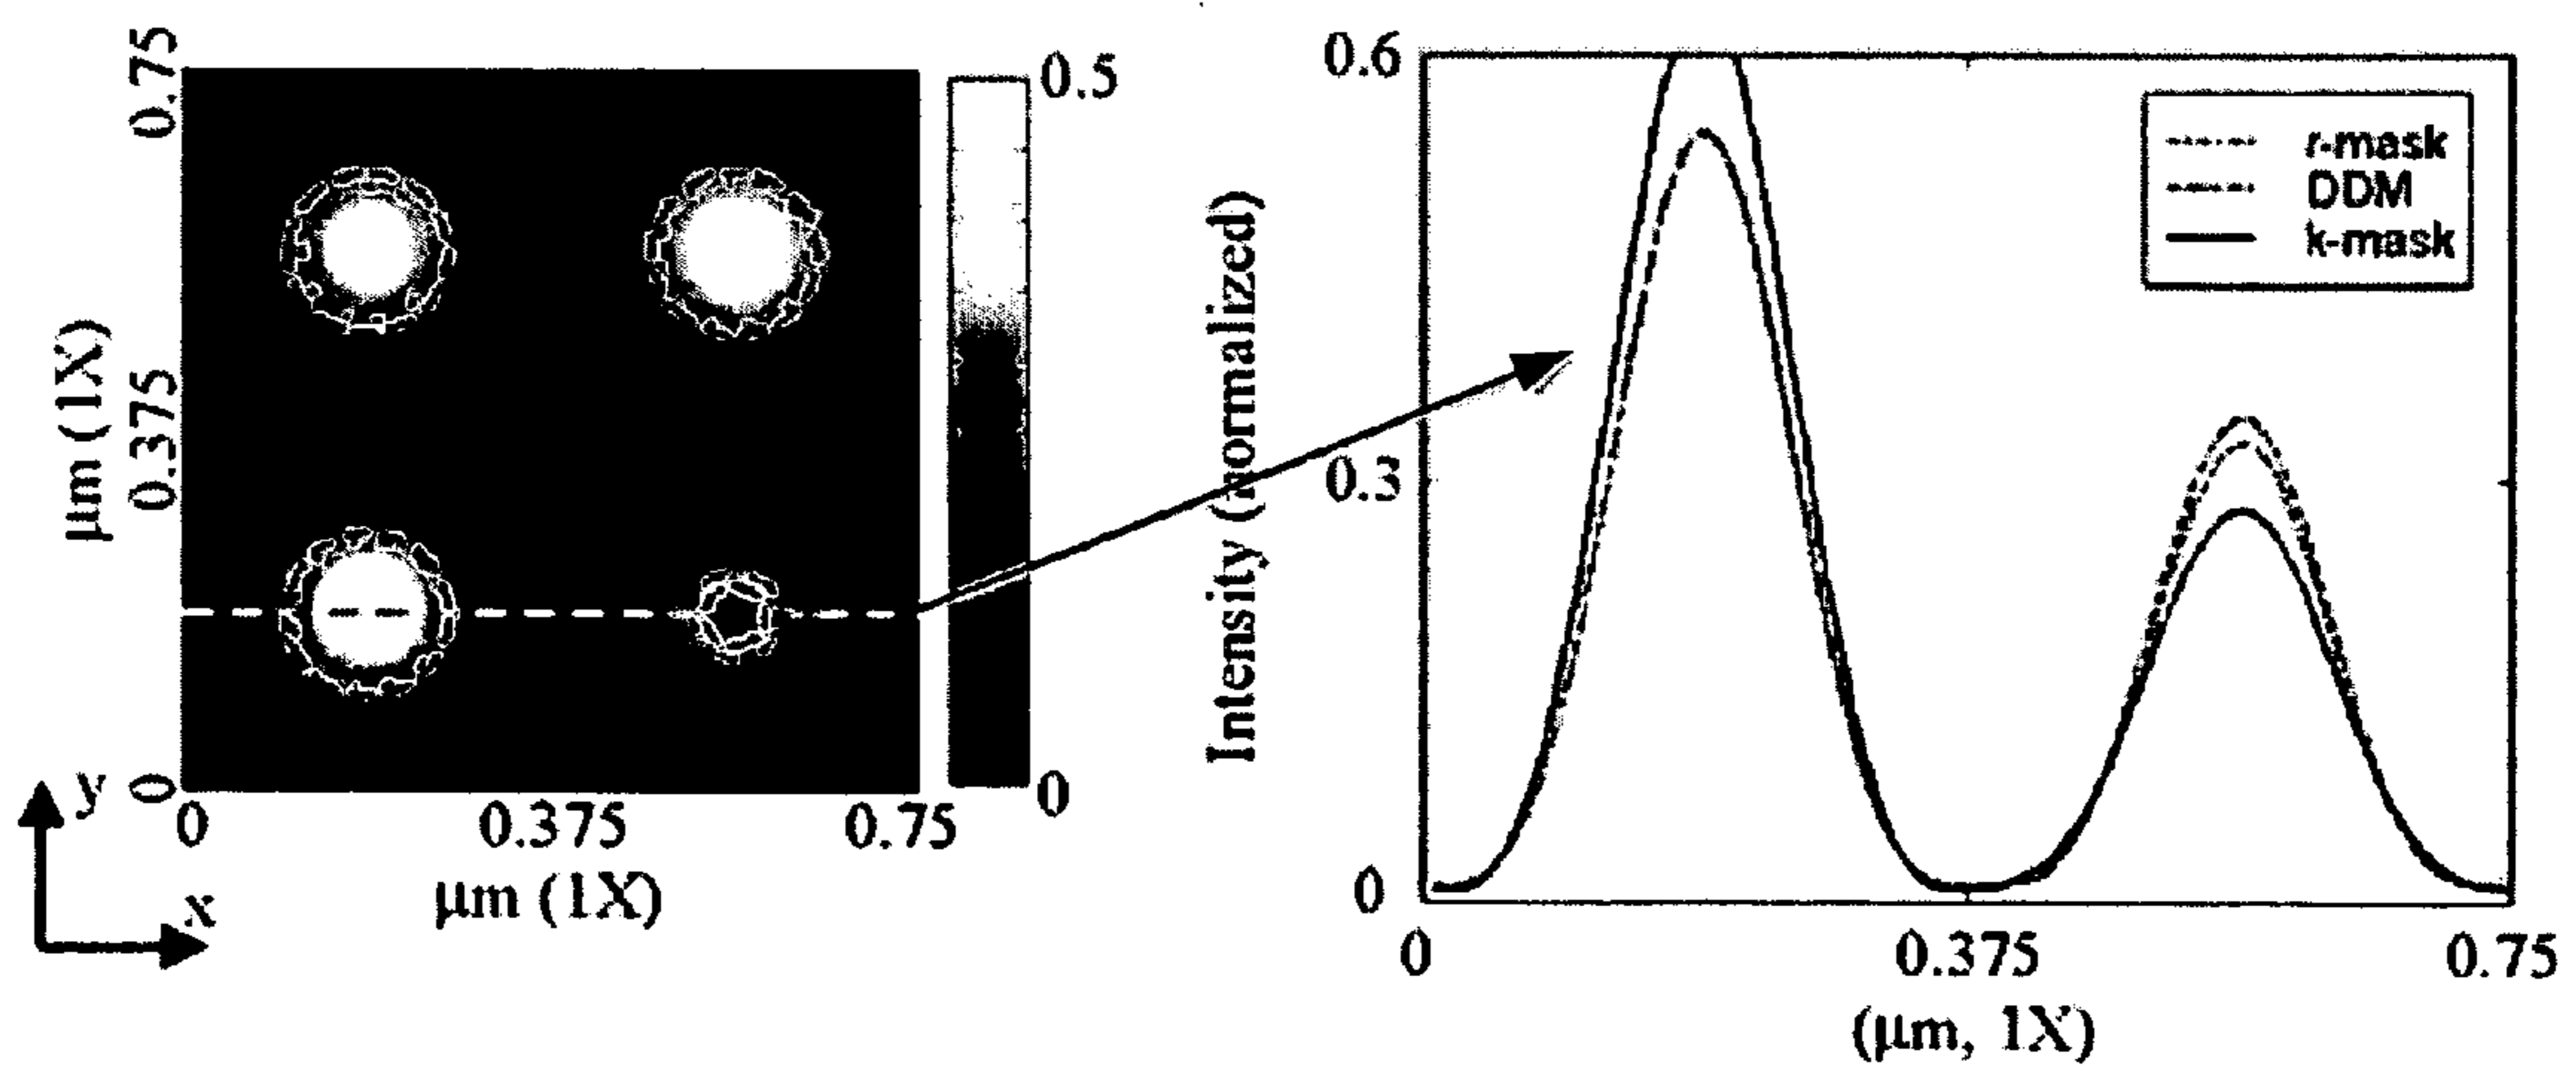 0.75
0.375
0
μm (1X)
y
x
0
0.375
0.75
μm (1X)
0.5
0
Intensity (normalized)
0.6
0.3
0
r-mask
DDM
k-mask
0
0.375
0.75
(μm, 1X)